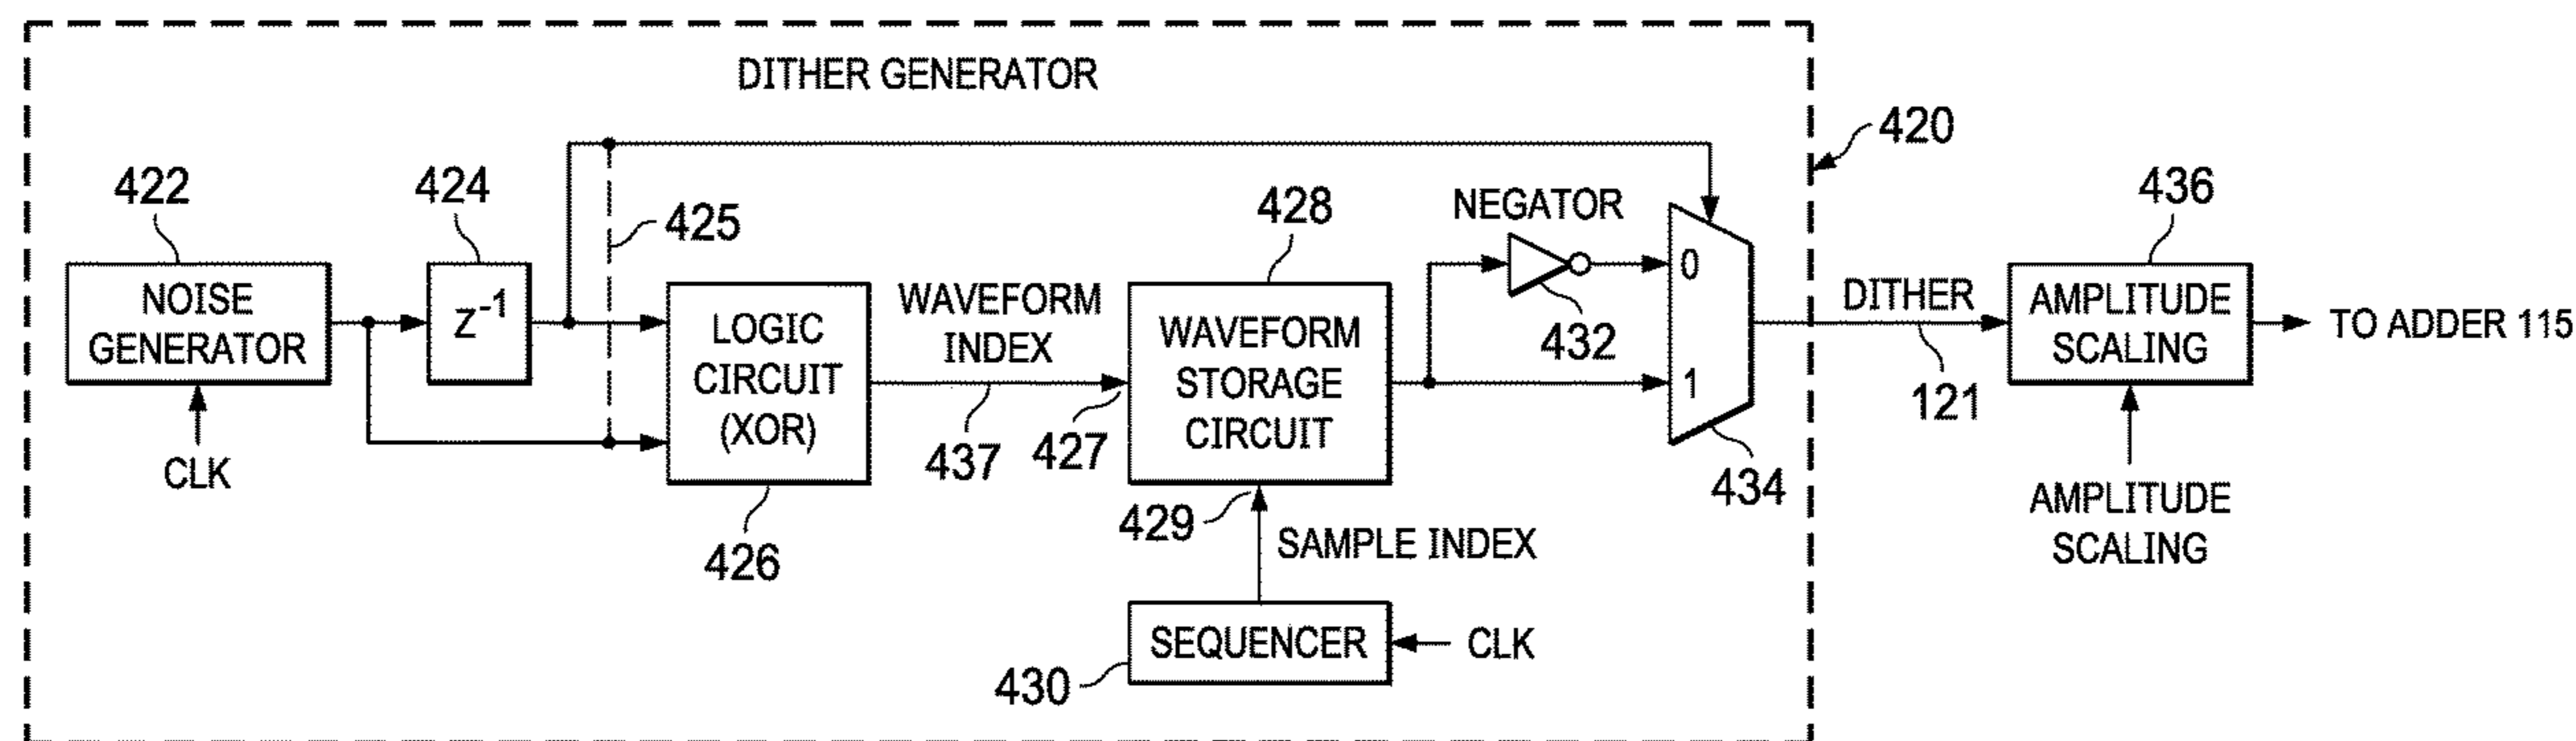 DITHER GENERATOR
420
422
424
425
428
NEGATOR
436
NOISE
GENERATOR
CLK
z-1
LOGIC
CIRCUIT
(XOR)
426
WAVEFORM
INDEX
437
427
WAVEFORM
STORAGE
CIRCUIT
429
SAMPLE INDEX
SEQUENCER
430
CLK
432
0
1
434
DITHER
121
AMPLITUDE
SCALING
TO ADDER 115
AMPLITUDE
SCALING